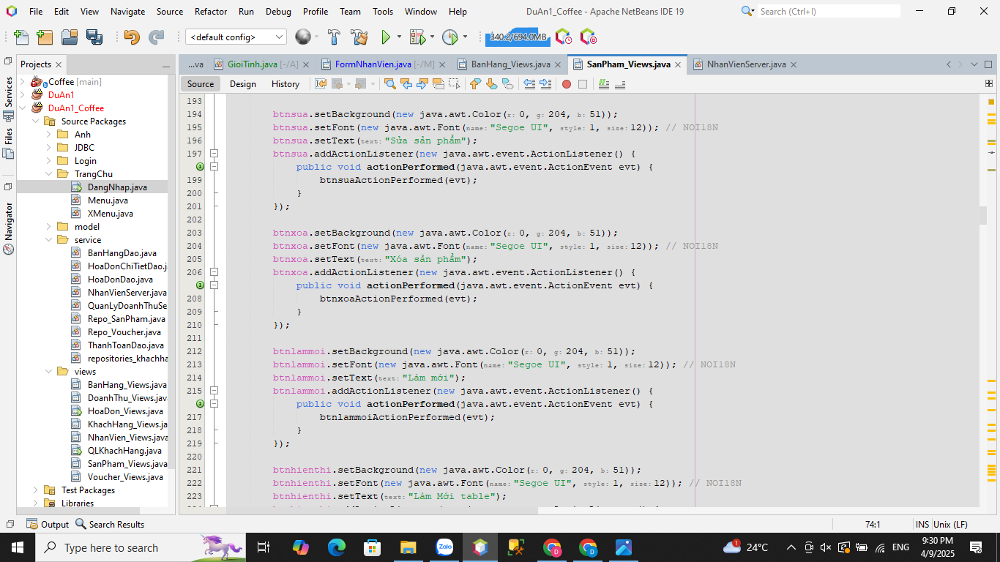 File Edit View Navigate Source Refactor Run Debug Profile Team Tools Window Help
DuAn1_Coffee - Apache NetBeans IDE 19
Search (Ctrl+I)
<default config>
340.2/694.0MB
Projects
...va
GioiTinh.java [-/A]
FormNhanVien.java [-/M]
BanHang_Views.java
SanPham_Views.java
NhanVienServer.java
Source Design History
Services
Files
Navigator
Coffee [main]
DuAn1
DuAn1_Coffee
Source Packages
Anh
JDBC
Login
TrangChu
DangNhap.java
Menu.java
XMenu.java
model
service
BanHangDao.java
HoaDonChiTietDao.j
HoaDonDao.java
NhanVienServer.java
QuanLyDoanhThuSe
Repo_SanPham.java
Repo_Voucher.java
ThanhToanDao.java
repositories_khachha
views
BanHang_Views.java
DoanhThu_Views.jav
HoaDon_Views.java
KhachHang_Views.ja
NhanVien_Views.java
QLKhachHang.java
SanPham_Views.java
Voucher_Views.java
Test Packages
Libraries
193
194 btnsua.setBackground(new java.awt.Color(r: 0, g: 204, b: 51));
195 btnsua.setFont(new java.awt.Font(name: "Segoe UI", style: 1, size: 12)); // NOI18N
196 btnsua.setText(text: "Sửa sản phẩm");
197 btnsua.addActionListener(new java.awt.event.ActionListener() {
public void actionPerformed(java.awt.event.ActionEvent evt) {
199 btnsuaActionPerformed(evt);
200 }
201 });
202
203 btnxoa.setBackground(new java.awt.Color(r: 0, g: 204, b: 51));
204 btnxoa.setFont(new java.awt.Font(name: "Segoe UI", style: 1, size: 12)); // NOI18N
205 btnxoa.setText(text: "Xóa sản phẩm");
206 btnxoa.addActionListener(new java.awt.event.ActionListener() {
public void actionPerformed(java.awt.event.ActionEvent evt) {
208 btnxoaActionPerformed(evt);
209 }
210 });
211
212 btnlammoi.setBackground(new java.awt.Color(r: 0, g: 204, b: 51));
213 btnlammoi.setFont(new java.awt.Font(name: "Segoe UI", style: 1, size: 12)); // NOI18N
214 btnlammoi.setText(text: "Làm mới");
215 btnlammoi.addActionListener(new java.awt.event.ActionListener() {
public void actionPerformed(java.awt.event.ActionEvent evt) {
217 btnlammoiActionPerformed(evt);
218 }
219 });
220
221 btnhienthi.setBackground(new java.awt.Color(r: 0, g: 204, b: 51));
222 btnhienthi.setFont(new java.awt.Font(name: "Segoe UI", style: 1, size: 12)); // NOI18N
223 btnhienthi.setText(text: "Làm Mới table");
Output Search Results
74:1 INS Unix (LF)
Type here to search
Zalo
1
24°C
ENG
9:30 PM
4/9/2025